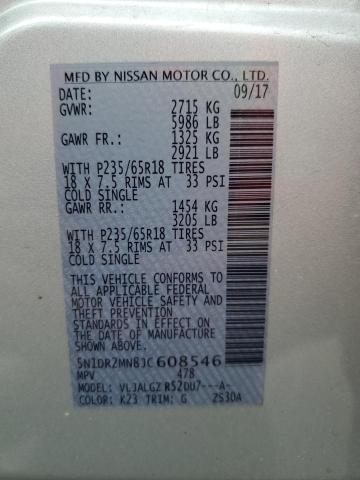 MFD BY NISSAN MOTOR CO., LTD.
DATE: 09/17
GVWR: 2715 KG
5986 LB
GAWR FR.: 1325 KG
2921 LB
WITH P235/65R18 TIRES
18 X 7.5 RIMS AT 33 PSI
COLD SINGLE
GAWR RR.: 1454 KG
3205 LB
WITH P235/65R18 TIRES
18 X 7.5 RIMS AT 33 PSI
COLD SINGLE
THIS VEHICLE CONFORMS TO
ALL APPLICABLE U.S. FEDERAL
MOTOR VEHICLE SAFETY AND
THEFT PREVENTION
STANDARDS IN EFFECT ON THE
DATE OF MANUFACTURE
SHOWN ABOVE.
5N1DR2MN8JC608546
MPV 478
MODEL: VLJALGZ R52DU7---A-
COLOR: K23 TRIM: G 2S30A